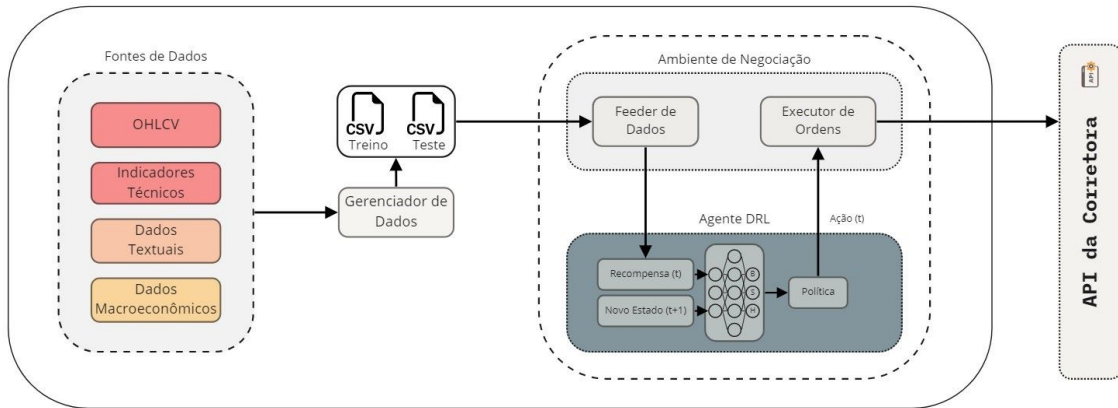 Fontes de Dados
OHLCV
Indicadores
Técnicos
Dados
Textuais
Dados
Macroeconômicos
CSV
CSV
Treino
Teste
Gerenciador de
Dados
Ambiente de Negociação
Feeder de
Dados
Executor de
Ordens
Agente DRL
Ação (t)
Recompensa (t)
Novo Estado (t+1)
B
S
H
Política
API
API da Corretora